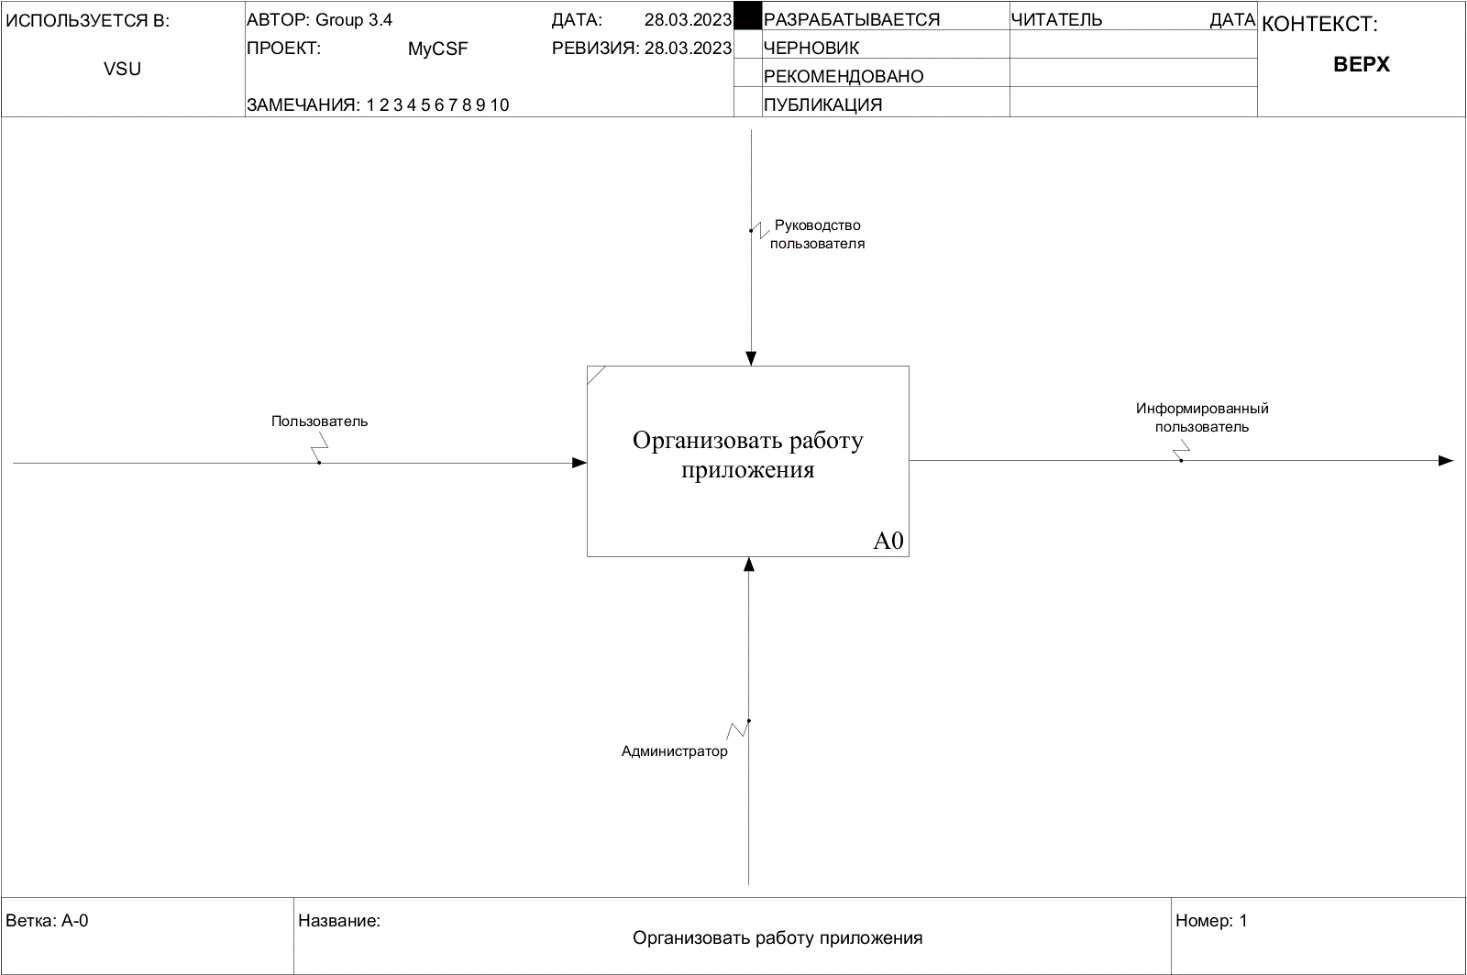 ИСПОЛЬЗУЕТСЯ В:
VSU
АВТОР: Group 3.4
ДАТА: 28.03.2023
ПРОЕКТ: MyCSF
РЕВИЗИЯ: 28.03.2023
ЗАМЕЧАНИЯ: 1 2 3 4 5 6 7 8 9 10
РАЗРАБАТЫВАЕТСЯ
ЧЕРНОВИК
РЕКОМЕНДОВАНО
ПУБЛИКАЦИЯ
ЧИТАТЕЛЬ ДАТА
КОНТЕКСТ:
ВЕРХ
Руководство
пользователя
Пользователь
Информированный
пользователь
Организовать работу
приложения
A0
Администратор
Ветка: A-0
Название:
Организовать работу приложения
Номер: 1